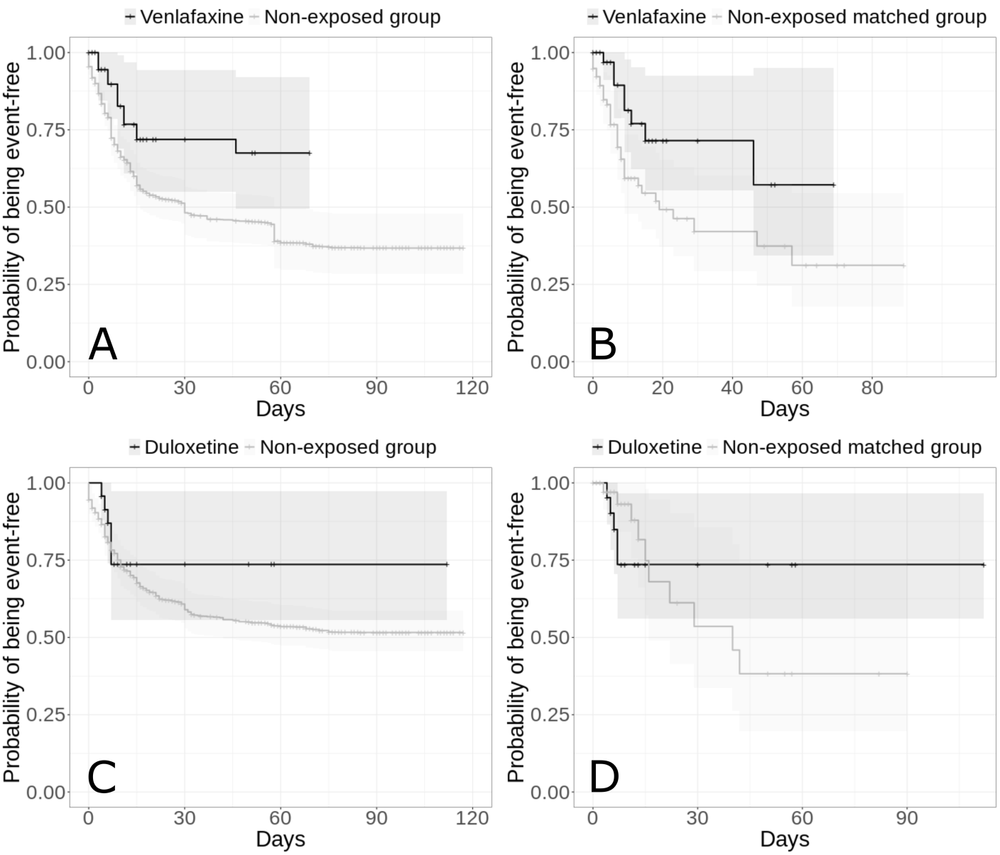 Venlafaxine Non-exposed group
Probability of being event-free
1.00
0.75
0.50
0.25
0.00
A
0 30 60 90 120
Days
Venlafaxine Non-exposed matched group
Probability of being event-free
1.00
0.75
0.50
0.25
0.00
B
0 20 40 60 80
Days
Duloxetine Non-exposed group
Probability of being event-free
1.00
0.75
0.50
0.25
0.00
C
0 30 60 90 120
Days
Duloxetine Non-exposed matched group
Probability of being event-free
1.00
0.75
0.50
0.25
0.00
D
0 30 60 90
Days